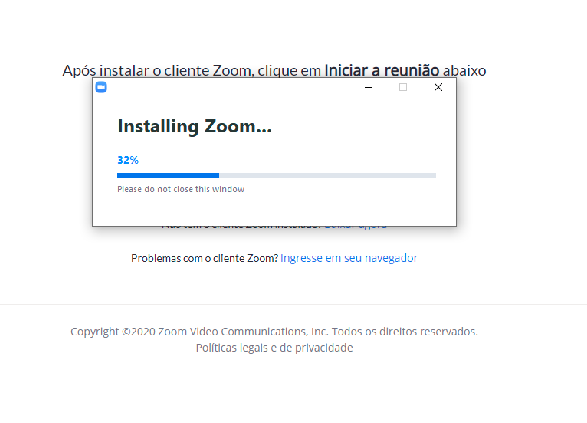 Após instalar o cliente Zoom, clique em Iniciar a reunião abaixo
Installing Zoom...
32%
Please do not close this window
Problemas com o cliente Zoom? Ingresse em seu navegador
Copyright ©2020 Zoom Video Communications, Inc. Todos os direitos reservados.
Políticas legais e de privacidade